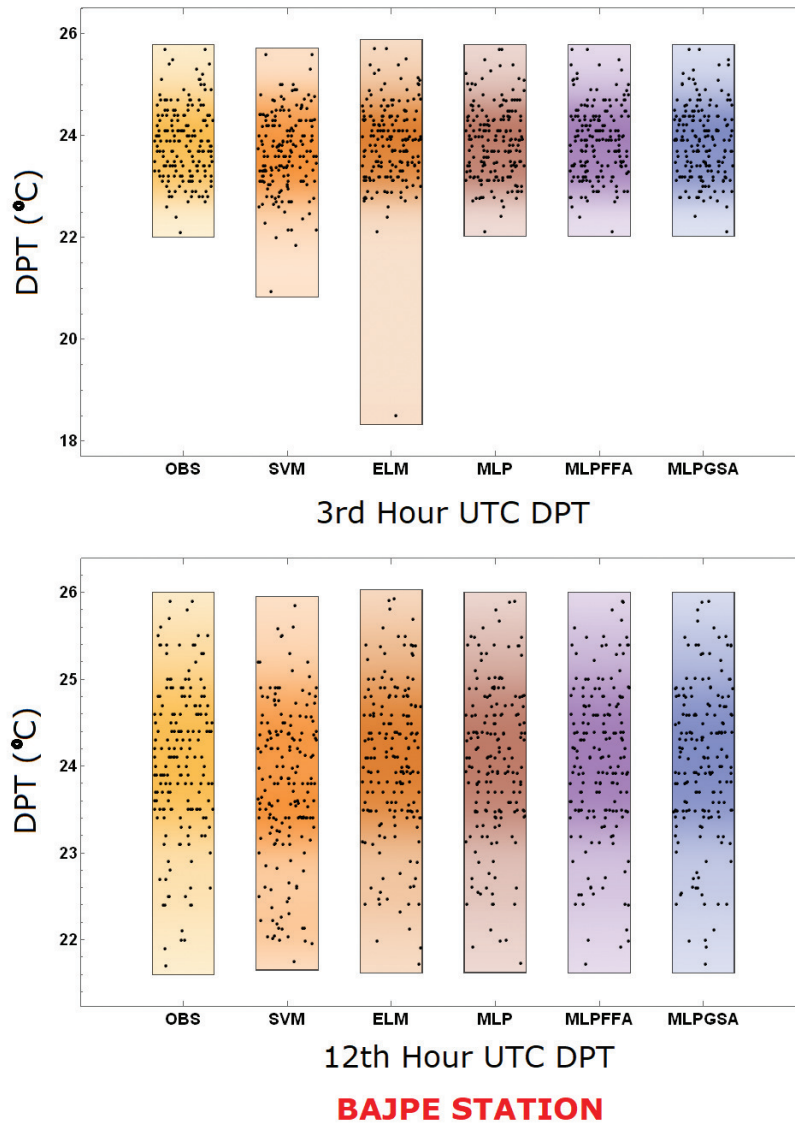 26
24
22
20
18
DPT (°C)
OBS SVM ELM MLP MLPFFA MLPGSA
3rd Hour UTC DPT
26
25
24
23
22
DPT (°C)
OBS SVM ELM MLP MLPFFA MLPGSA
12th Hour UTC DPT
BAJPE STATION